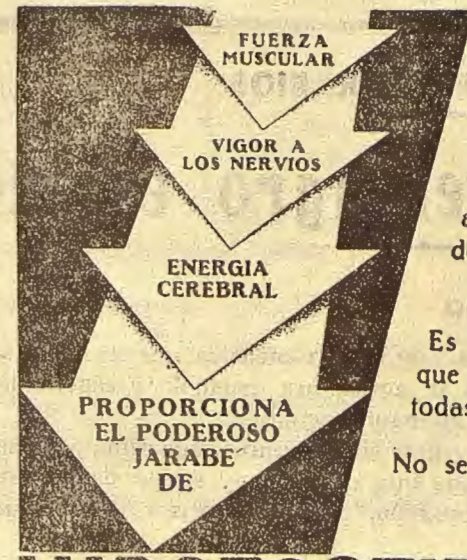 FUERZA
MUSCULAR
VIGOR A
LOS NERVIOS
ENERGIA
CEREBRAL
PROPORCIONA
EL PODEROSO
JARABE
DE
a
d
Es
que
todas
No se